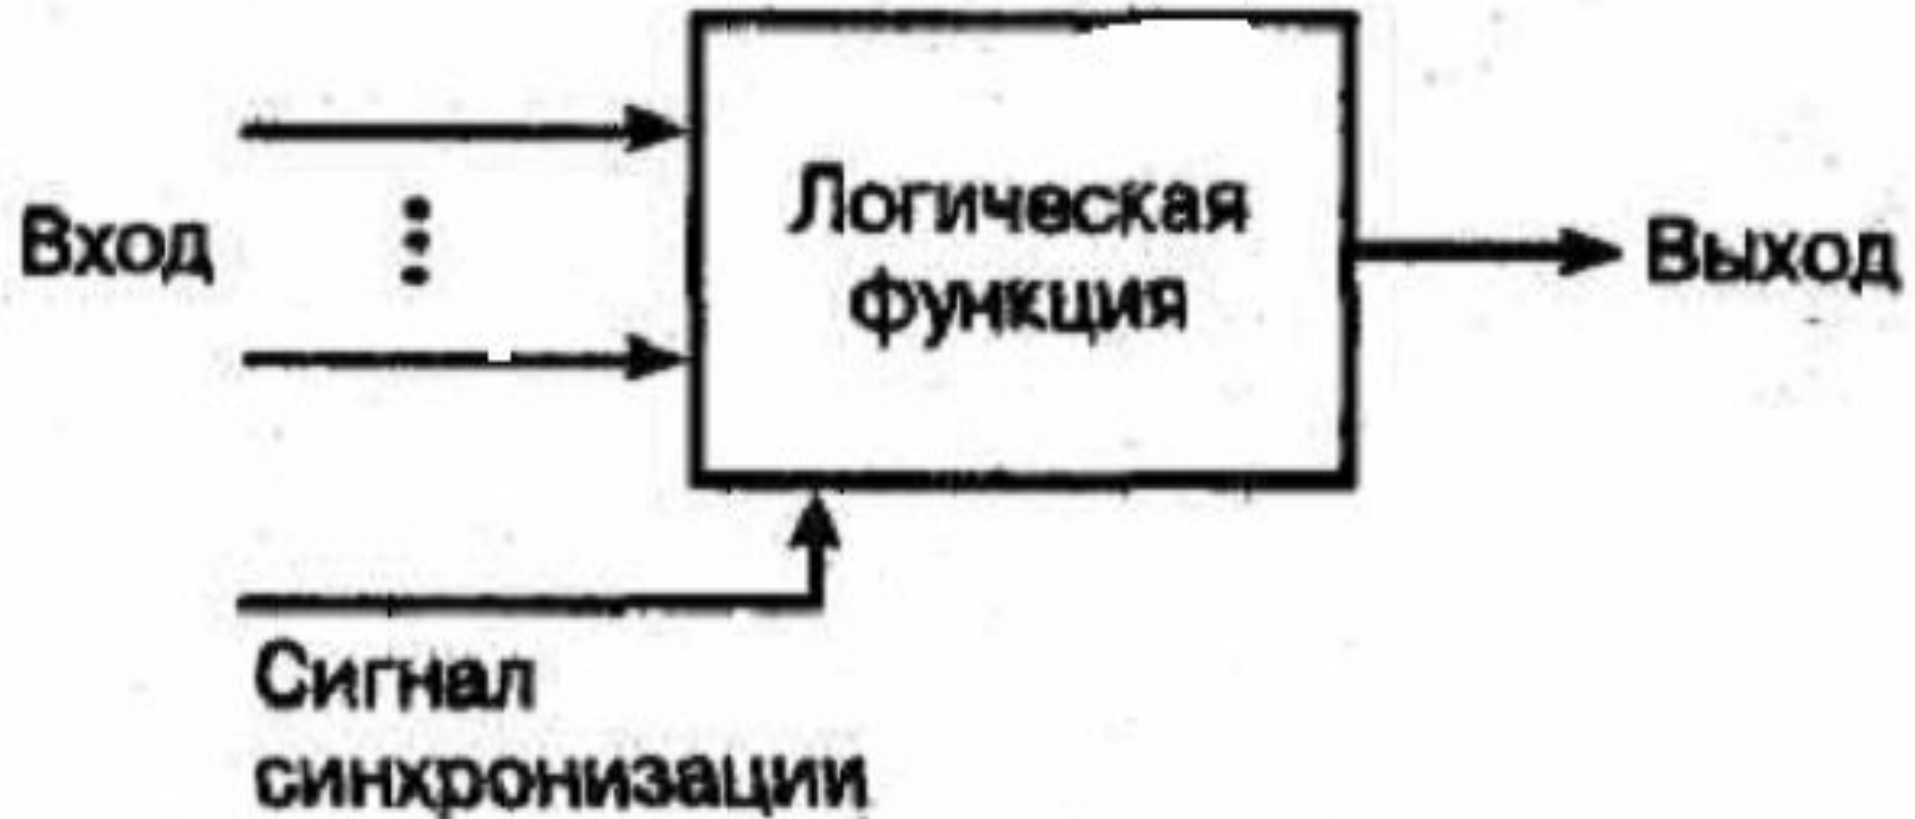 Вход
Логическая
функция
Выход
Сигнал
синхронизации